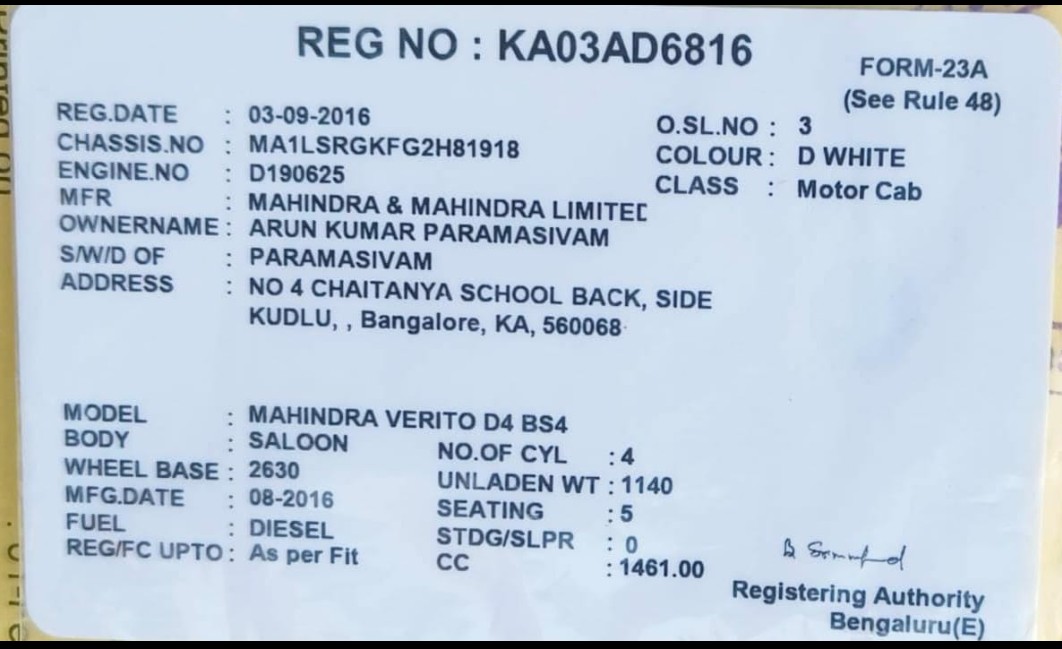 REG NO : KA03AD6816
FORM-23A
(See Rule 48)
REG.DATE : 03-09-2016
O.SL.NO : 3
CHASSIS.NO : MA1LSRGKFG2H81918
COLOUR : D WHITE
ENGINE.NO : D190625
CLASS : Motor Cab
MFR : MAHINDRA & MAHINDRA LIMITED
OWNERNAME : ARUN KUMAR PARAMASIVAM
S/W/D OF : PARAMASIVAM
ADDRESS : NO 4 CHAITANYA SCHOOL BACK, SIDE
KUDLU, , Bangalore, KA, 560068
MODEL : MAHINDRA VERITO D4 BS4
BODY : SALOON
NO.OF CYL : 4
WHEEL BASE : 2630
UNLADEN WT : 1140
MFG.DATE : 08-2016
SEATING : 5
FUEL : DIESEL
STDG/SLPR : 0
REG/FC UPTO : As per Fit
CC : 1461.00
Registering Authority
Bengaluru(E)